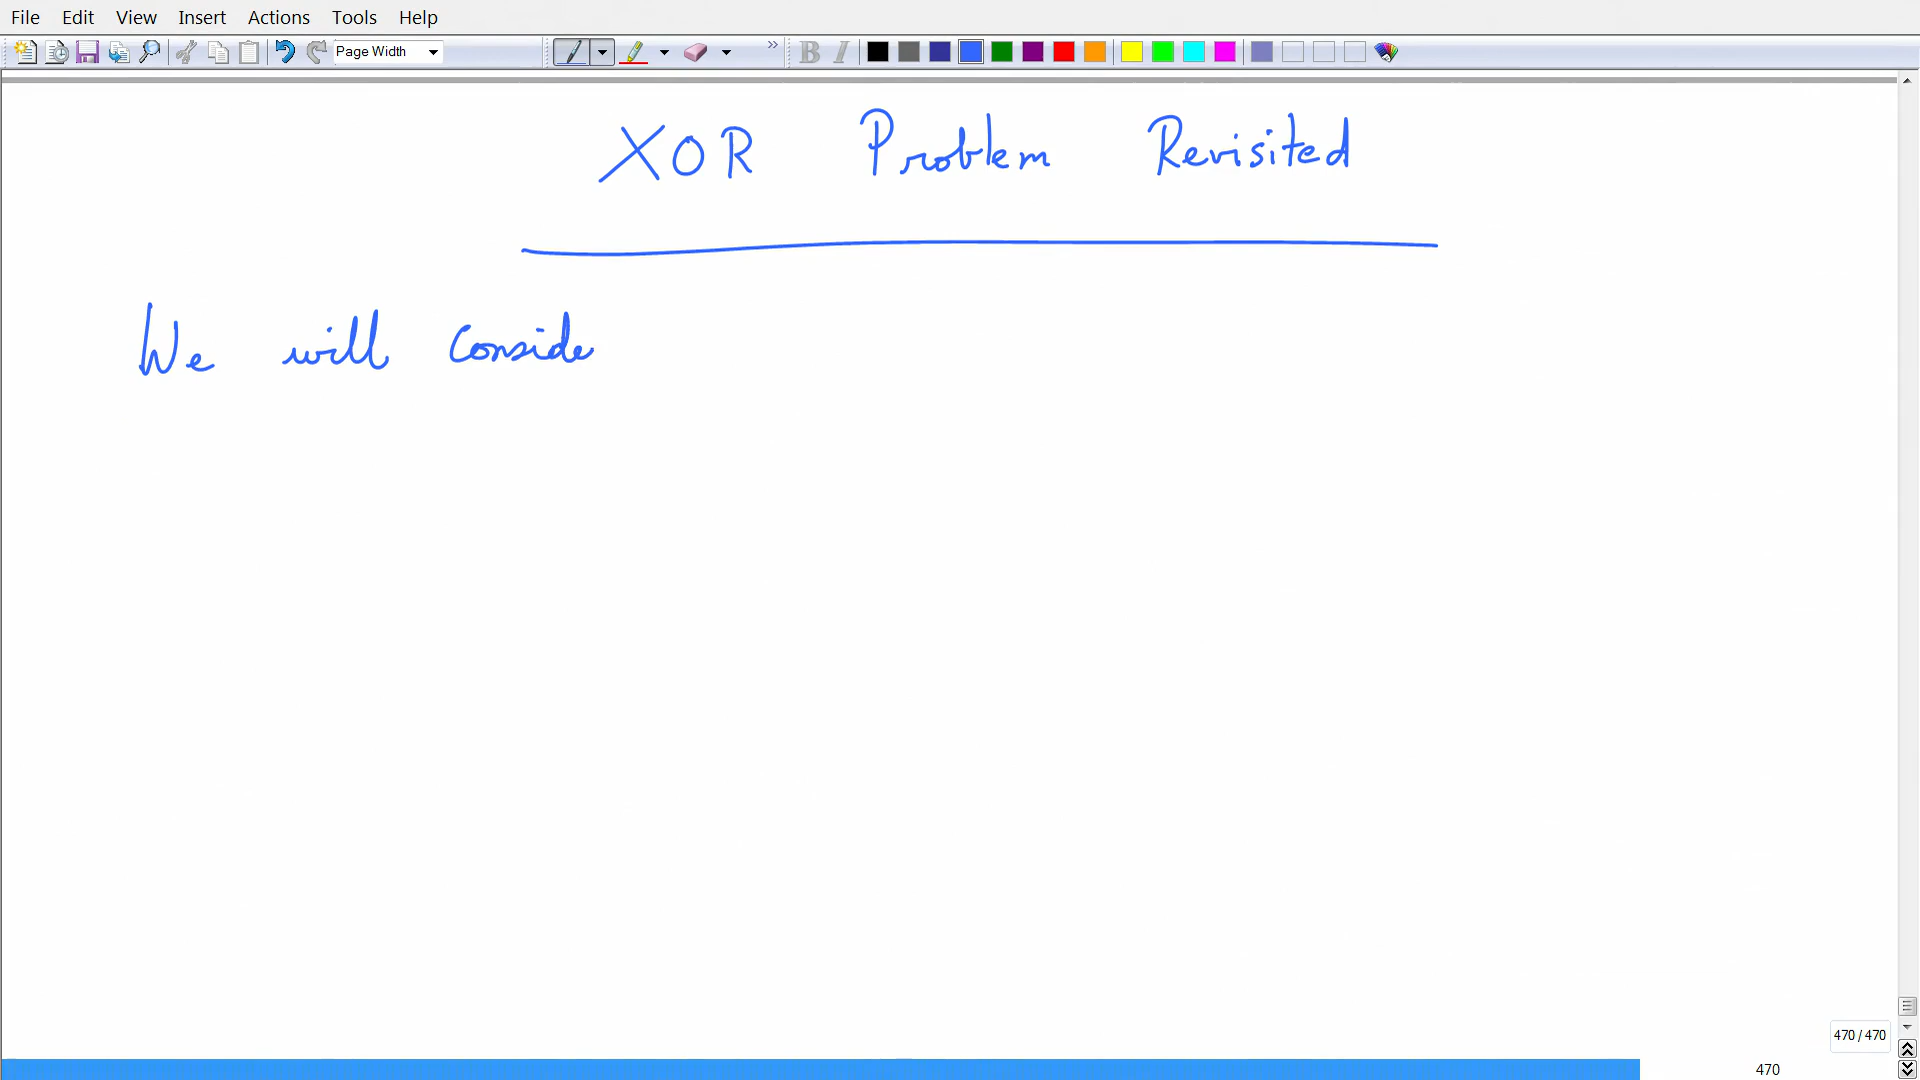 File Edit View Insert Actions Tools Help
Page Width
XOR Problem Revisited
We will conside
470 / 470
470